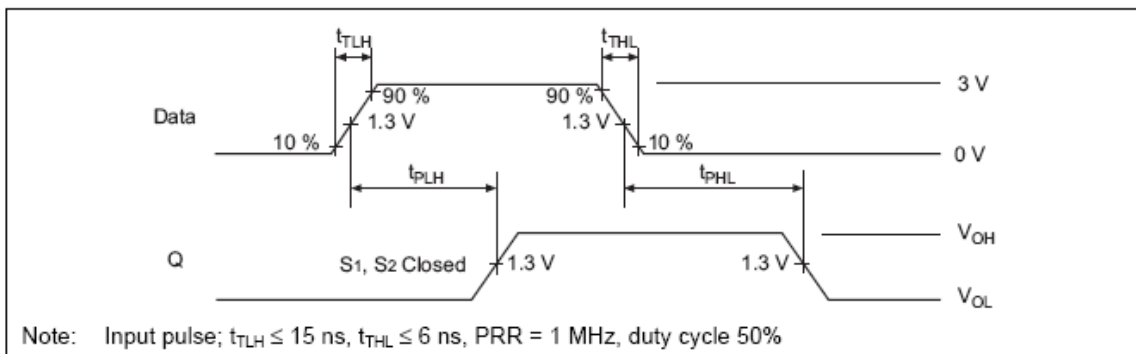 tTLH
tTHL
3 V
90 %
90 %
Data
1.3 V
1.3 V
10 %
10 %
0 V
tPLH
tPHL
VOH
Q
S1, S2 Closed
1.3 V
1.3 V
VOL
Note: Input pulse; tTLH ≤ 15 ns, tTHL ≤ 6 ns, PRR = 1 MHz, duty cycle 50%